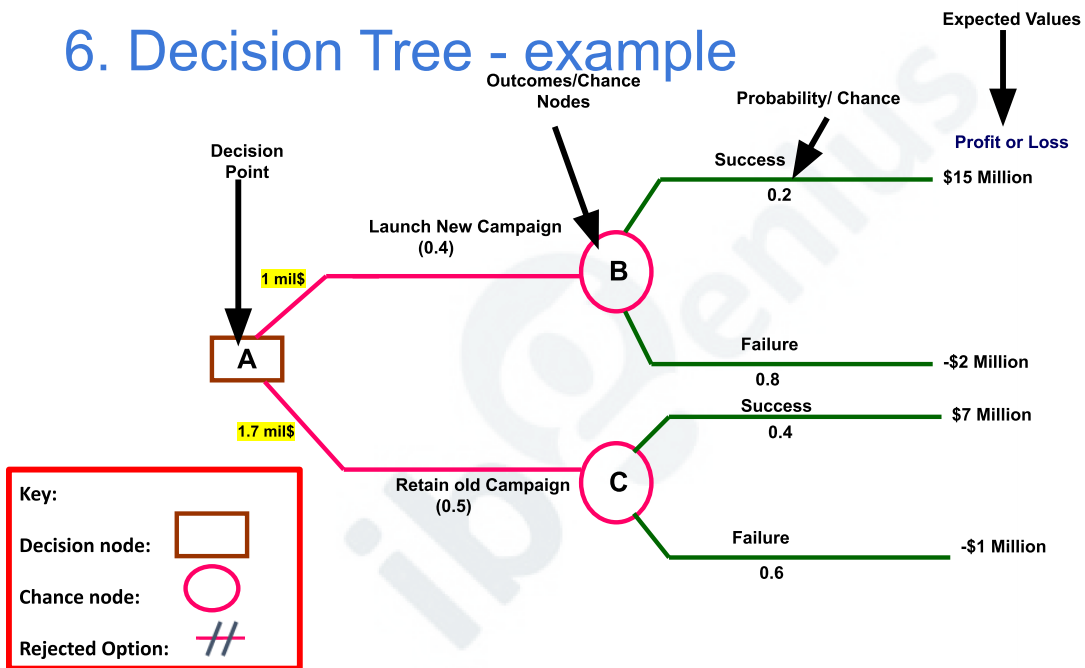 Expected Values
6. Decision Tree - example
Outcomes/Chance
Nodes
Probability/ Chance
Profit or Loss
Decision
Point
Success
0.2
$15 Million
Launch New Campaign
(0.4)
1 mil$
B
A
Failure
0.8
-$2 Million
Success
0.4
$7 Million
1.7 mil$
Retain old Campaign
(0.5)
C
Failure
0.6
-$1 Million
Key:
Decision node:
Chance node:
Rejected Option:
ibgenius